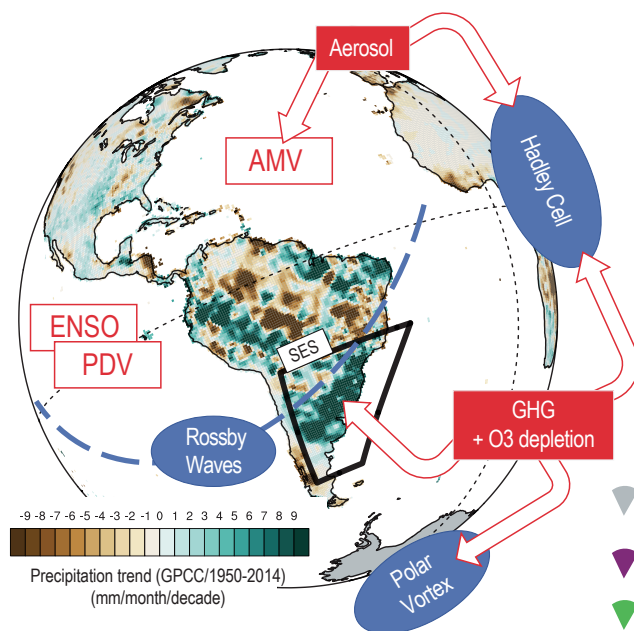 Aerosol
AMV
Hadley Cell
ENSO
PDV
SES
Rossby
Waves
GHG
+ O3 depletion
Polar
Vortex
-9 -8 -7 -6 -5 -4 -3 -2 -1 0 1 2 3 4 5 6 7 8 9
Precipitation trend (GPCC/1950-2014)
(mm/month/decade)